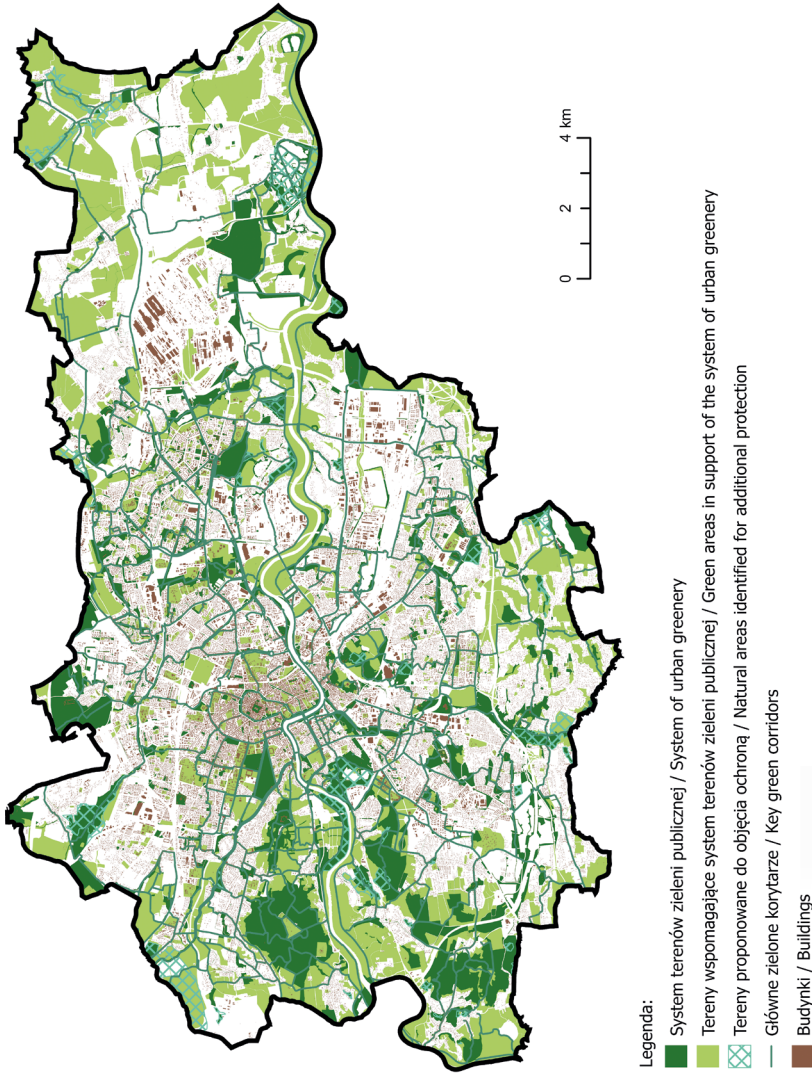 0 2 4 km
Legenda:
System terenów zieleni publicznej / System of urban greenery
Tereny wspomagające system terenów zieleni publicznej / Green areas in support of the system of urban greenery
Tereny proponowane do objęcia ochroną / Natural areas identified for additional protection
Główne zielone korytarze / Key green corridors
Budynki / Buildings